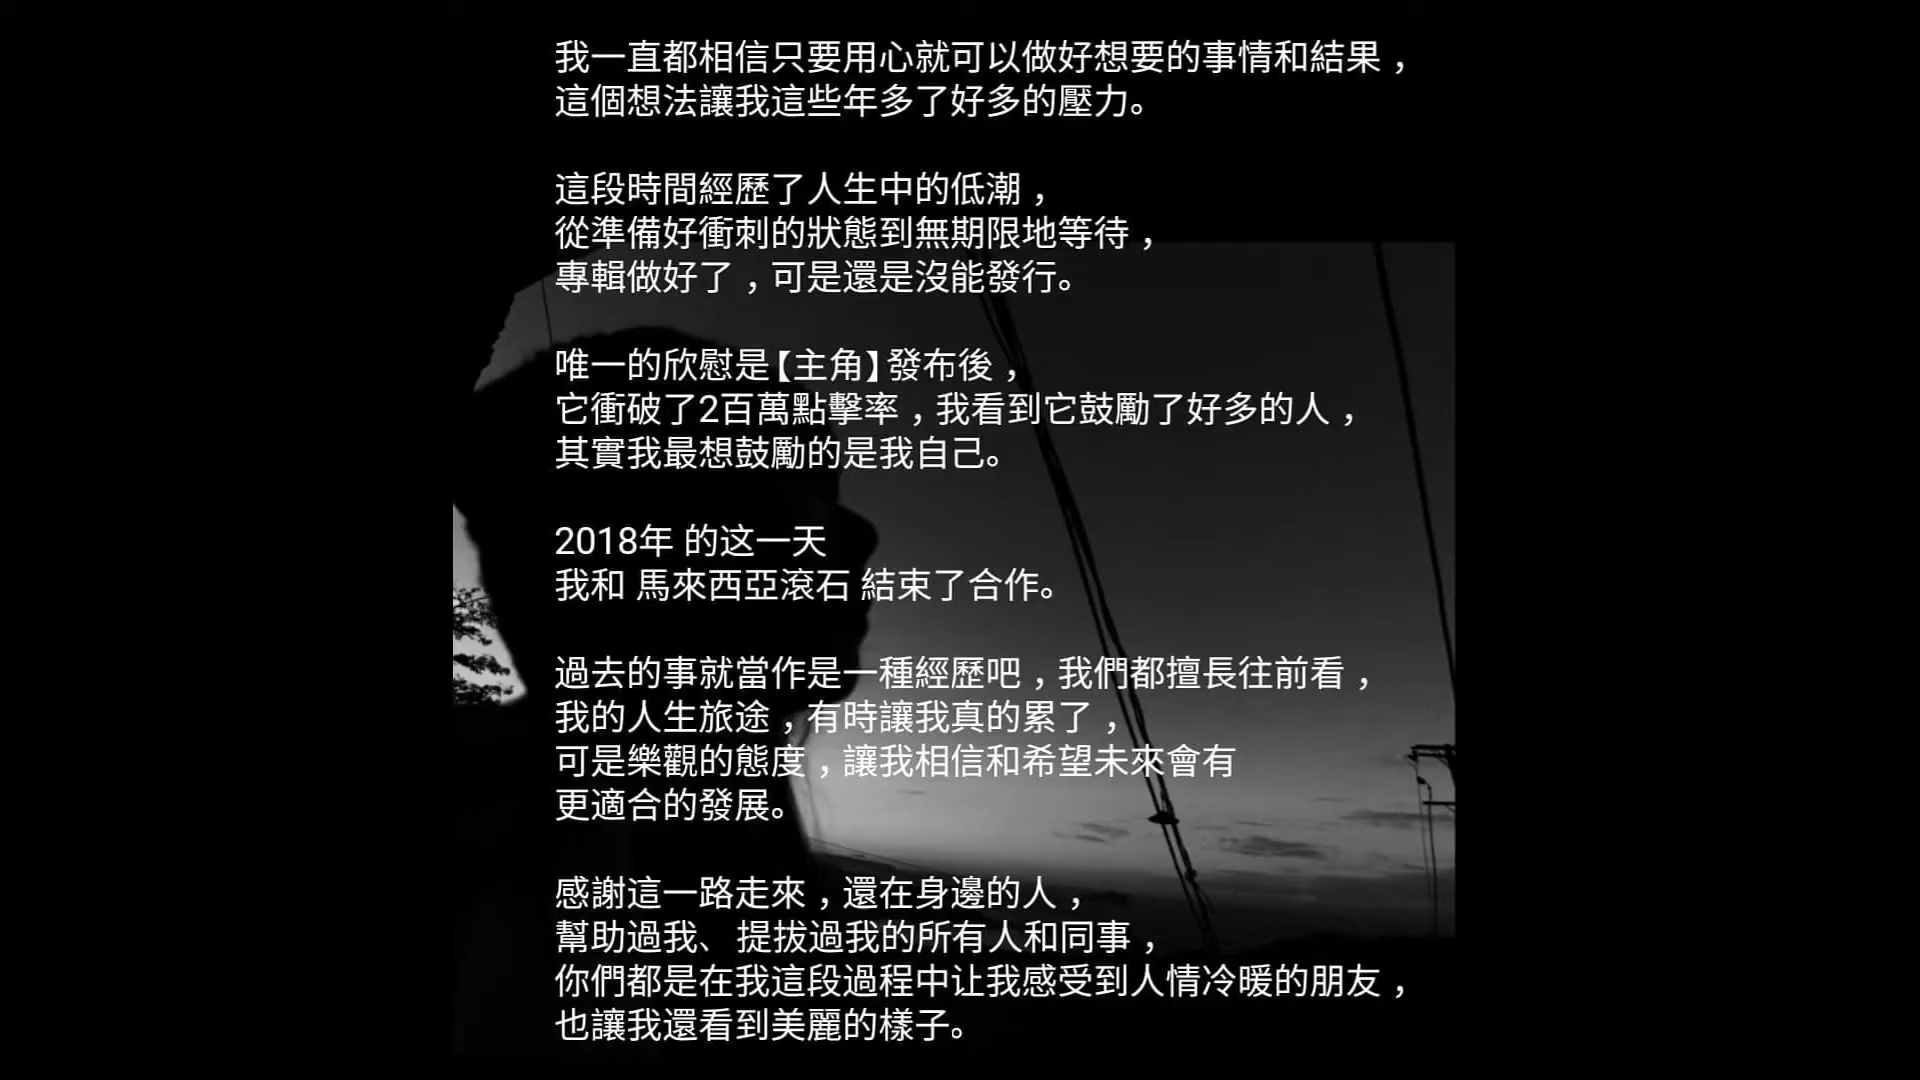 我一直都相信只要用心就可以做好想要的事情和結果，
這個想法讓我這些年多了好多的壓力。
這段時間經歷了人生中的低潮，
從準備好衝刺的狀態到無期限地等待，
專輯做好了，可是還是沒能發行。
唯一的欣慰是【主角】發布後，
它衝破了2百萬點擊率，我看到它鼓勵了好多的人，
其實我最想鼓勵的是我自己。
2018年 的这一天
我和 馬來西亞滾石 結束了合作。
過去的事就當作是一種經歷吧，我們都擅長往前看，
我的人生旅途，有時讓我真的累了，
可是樂觀的態度，讓我相信和希望未來會有
更適合的發展。
感謝這一路走來，還在身邊的人，
幫助過我、提拔過我的所有人和同事，
你們都是在我這段過程中让我感受到人情冷暖的朋友，
也讓我還看到美麗的樣子。